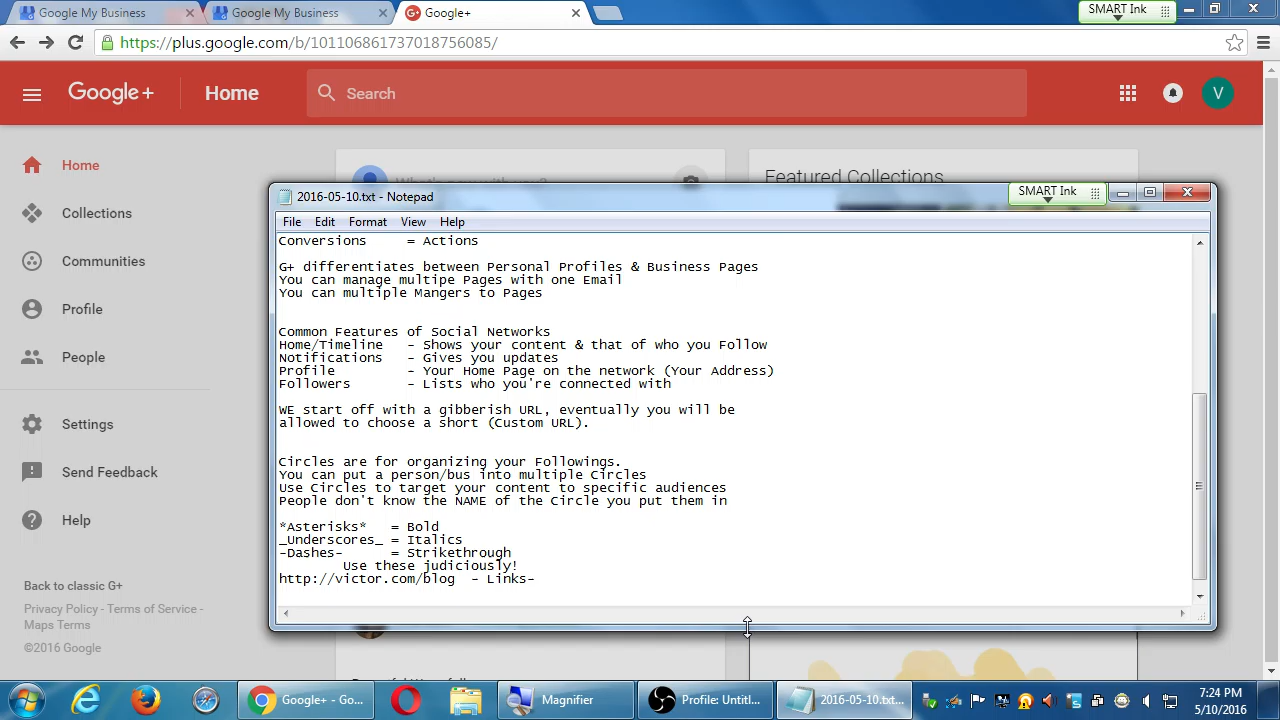 Google My Business
Google My Business
Google+
SMART Ink
https://plus.google.com/b/101106861737018756085/
Google+
Home
Search
V
Home
Collections
Communities
Profile
People
Settings
Send Feedback
Help
Back to classic G+
Privacy Policy - Terms of Service -
Maps Terms
©2016 Google
Featured Collections
2016-05-10.txt - Notepad
SMART Ink
File Edit Format View Help
Conversions = Actions
G+ differentiates between Personal Profiles & Business Pages
You can manage multipe Pages with one Email
You can multiple Mangers to Pages
Common Features of Social Networks
Home/Timeline - Shows your content & that of who you Follow
Notifications - Gives you updates
Profile - Your Home Page on the network (Your Address)
Followers - Lists who you're connected with
WE start off with a gibberish URL, eventually you will be
allowed to choose a short (Custom URL).
Circles are for organizing your Followings.
You can put a person/bus into multiple Circles
Use Circles to target your content to specific audiences
People don't know the NAME of the Circle you put them in
*Asterisks* = Bold
_Underscores_ = Italics
-Dashes- = Strikethrough
Use these judiciously!
http://victor.com/blog - Links-
Google+ - Go...
Magnifier
Profile: Untitl...
2016-05-10.txt...
7:24 PM
5/10/2016